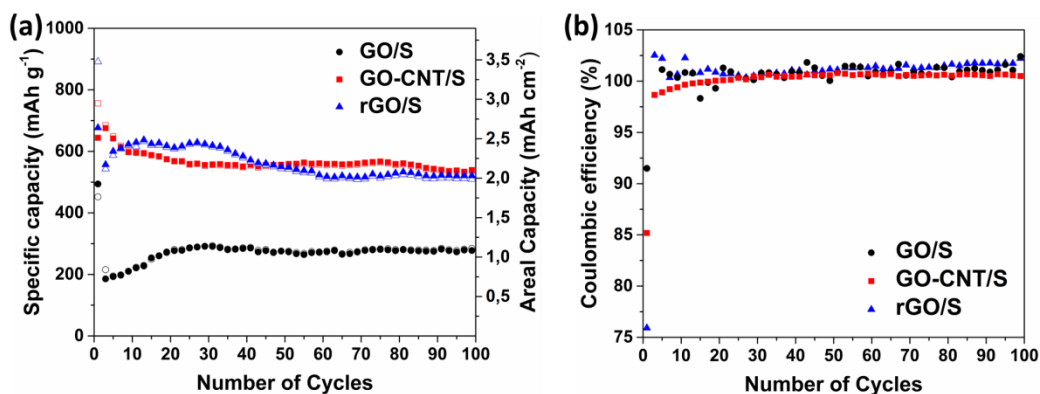 (a)
1000
800
600
400
200
0
Specific capacity (mAh g⁻¹)
GO/S
GO-CNT/S
rGO/S
3,5
3,0
2,5
2,0
1,5
1,0
0,5
Areal Capacity (mAh cm⁻²)
0 10 20 30 40 50 60 70 80 90 100
Number of Cycles
(b)
105
100
95
90
85
80
75
Coulombic efficiency (%)
GO/S
GO-CNT/S
rGO/S
0 10 20 30 40 50 60 70 80 90 100
Number of Cycles